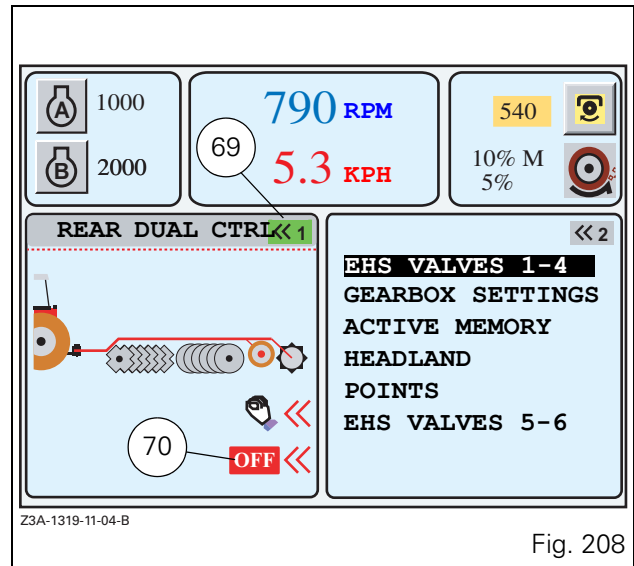 A
1000
B
2000
790 RPM
5.3 KPH
69
540
10% M
5%
REAR DUAL CTRL
1
70
OFF
2
EHS VALVES 1-4
GEARBOX SETTINGS
ACTIVE MEMORY
HEADLAND
POINTS
EHS VALVES 5-6
Z3A-1319-11-04-B
Fig. 208